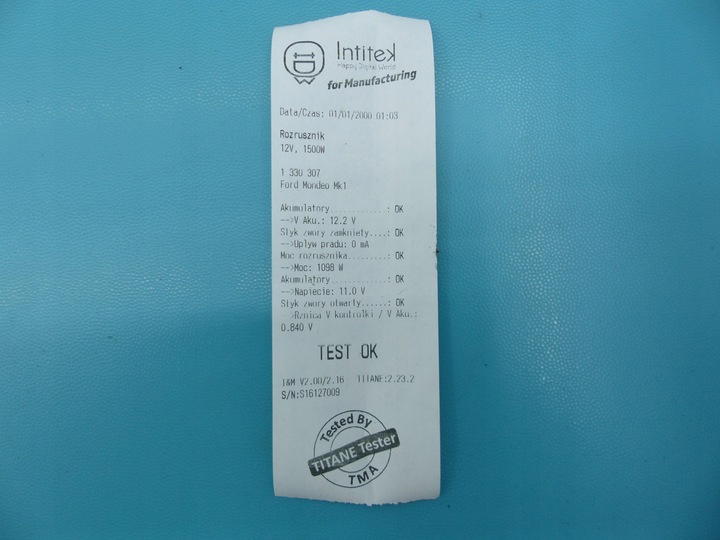 Intitek
Happy Digital World
for Manufacturing
Data/Czas: 01/01/2000 01:03
Rozrusznik
12V, 1500W
1 330 307
Ford Mondeo Mk1
Akumulatory............: OK
-->V Aku.: 12.2 V
Styk zwory zamkniety....: OK
-->Uplyw pradu: 0 mA
Moc rozrusznika.........: OK
-->Moc: 1098 W
Akumulatory............: OK
-->Napiecie: 11.0 V
Styk zwory otwarty......: OK
-->Rznica V kontrolki / V Aku.:
0.840 V
TEST OK
T&M V2.00/2.16 TITANE:2.23.2
S/N:S16127009
Tested By
TITANE Tester
TMA